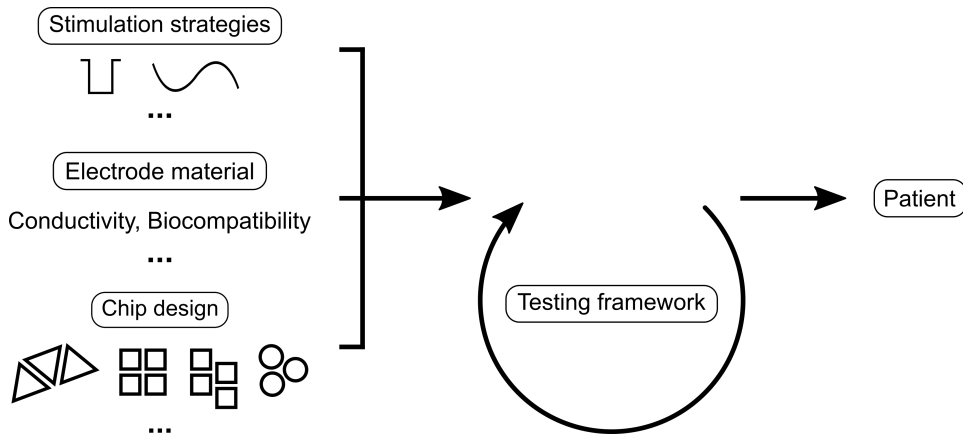 Stimulation strategies
...
Electrode material
Conductivity, Biocompatibility
...
Chip design
...
Testing framework
Patient